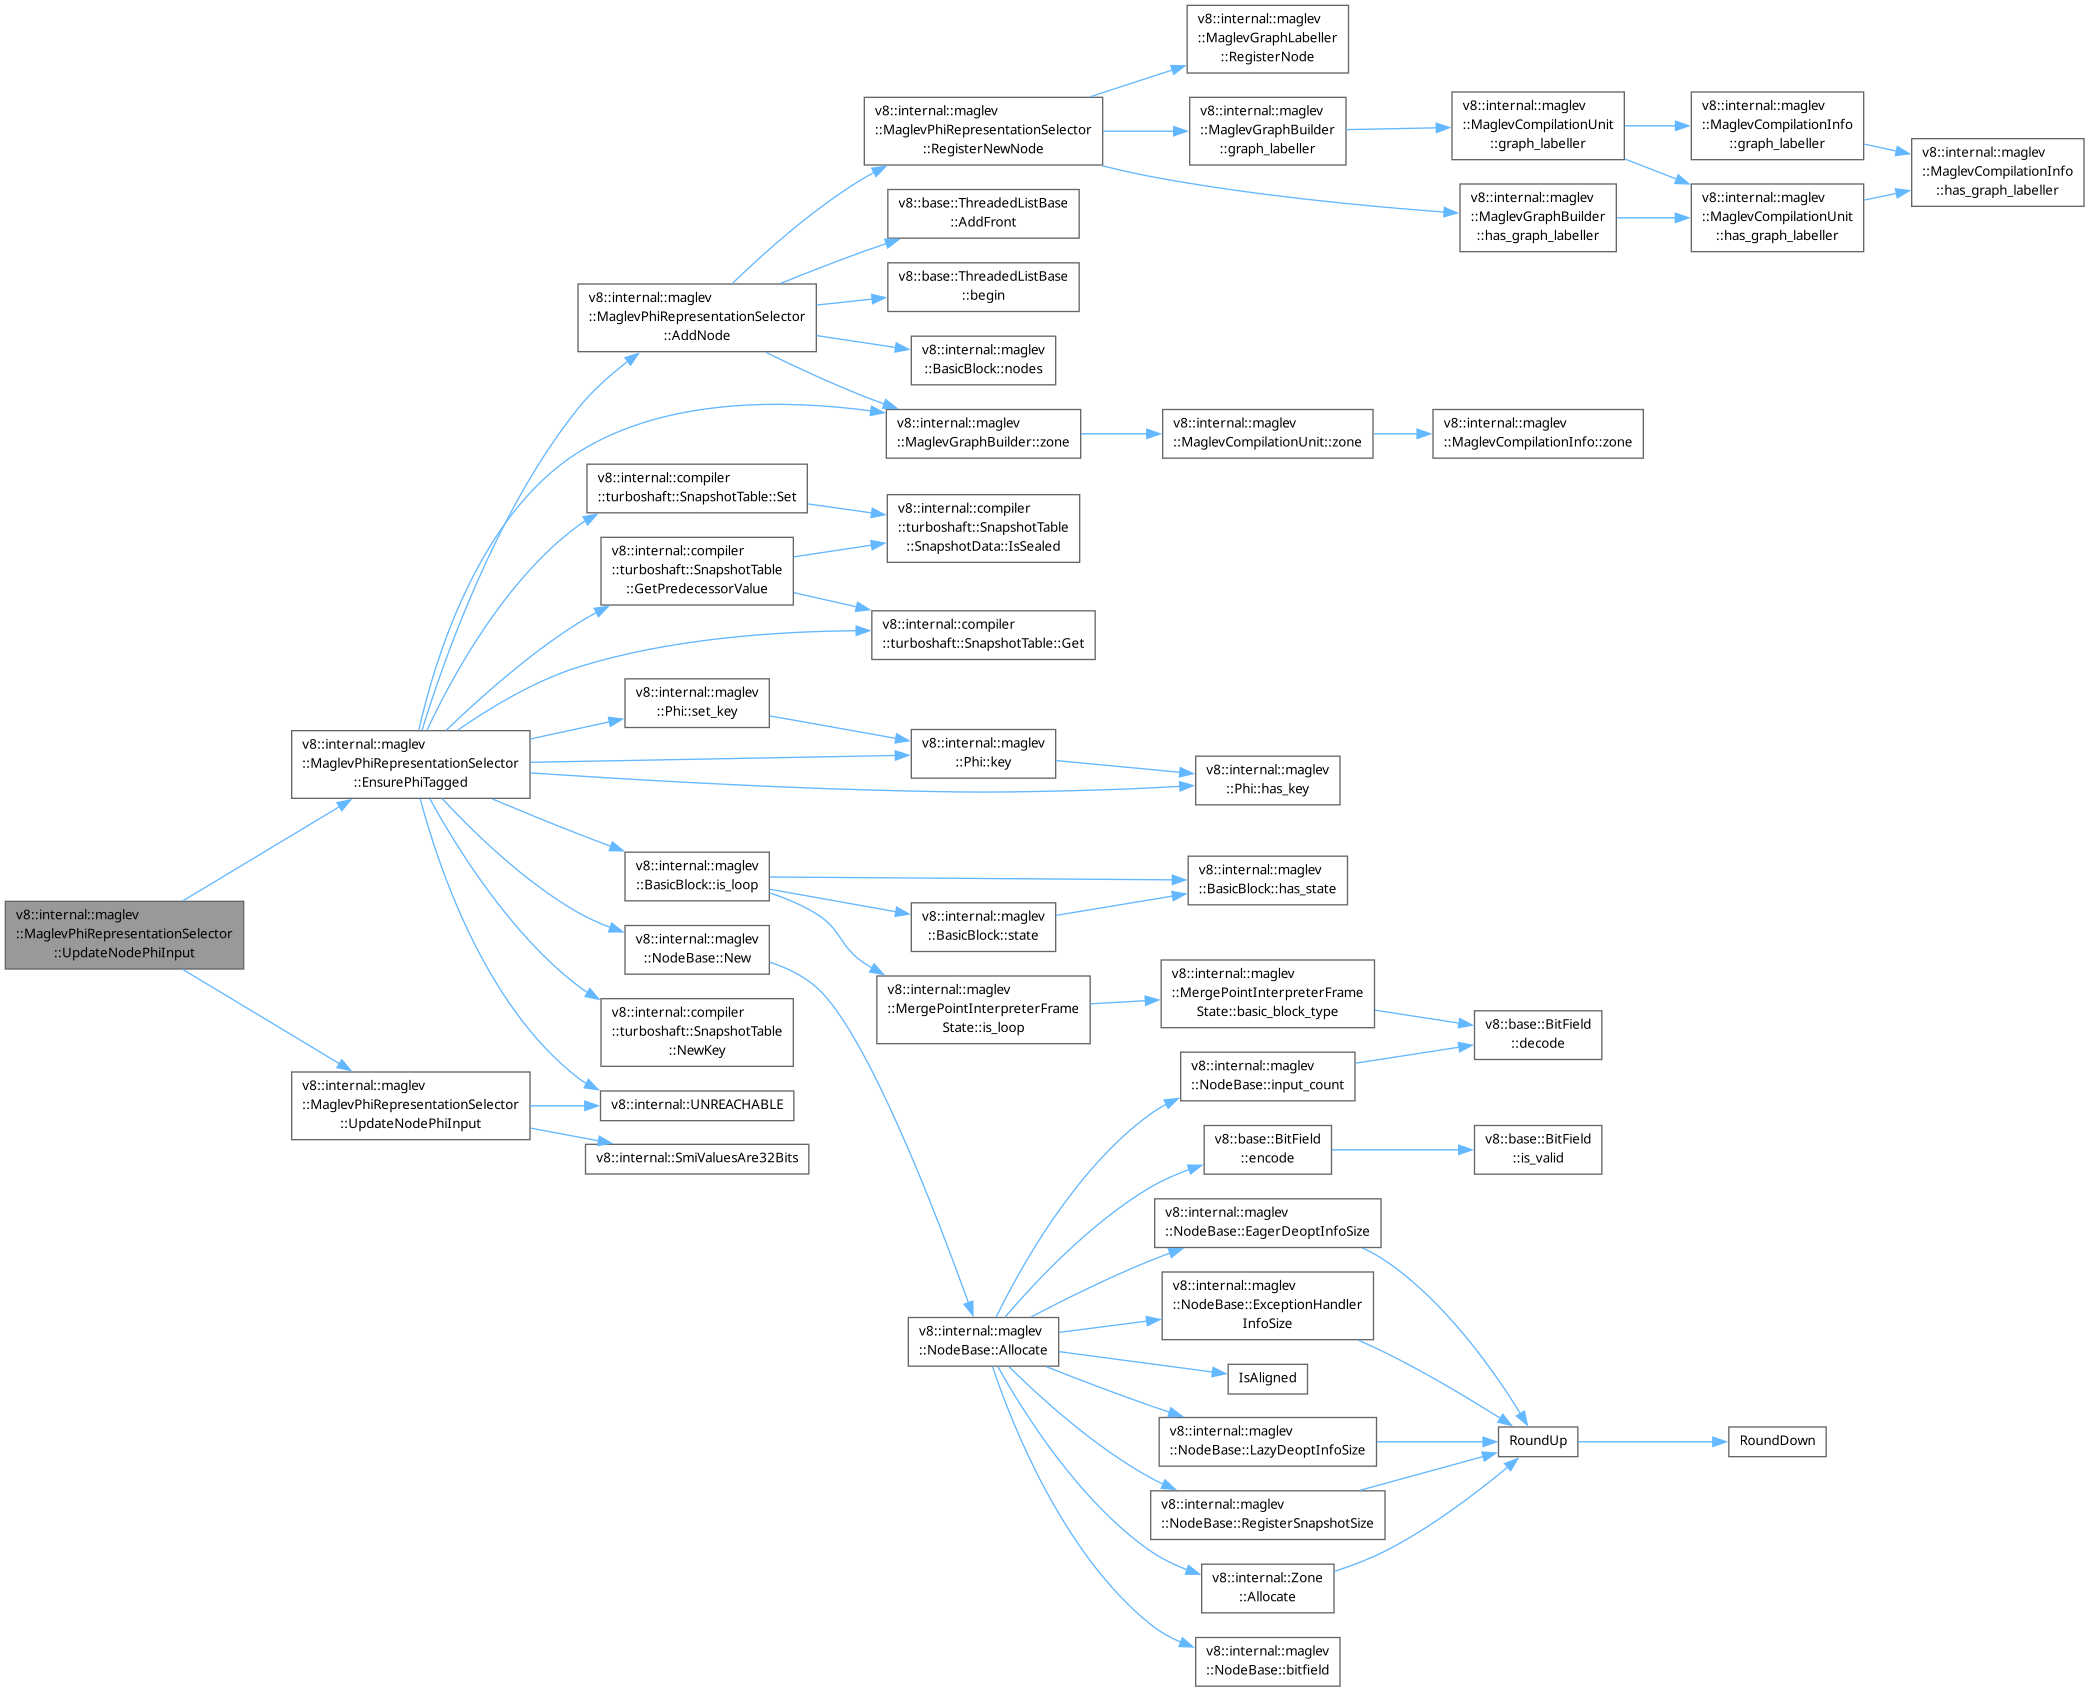 v8::internal::maglev
::MaglevGraphLabeller
::RegisterNode
v8::internal::maglev
::MaglevPhiRepresentationSelector
::RegisterNewNode
v8::internal::maglev
::MaglevGraphBuilder
::graph_labeller
v8::internal::maglev
::MaglevCompilationUnit
::graph_labeller
v8::internal::maglev
::MaglevCompilationInfo
::graph_labeller
v8::internal::maglev
::MaglevCompilationInfo
::has_graph_labeller
v8::internal::maglev
::MaglevGraphBuilder
::has_graph_labeller
v8::internal::maglev
::MaglevCompilationUnit
::has_graph_labeller
v8::base::ThreadedListBase
::AddFront
v8::base::ThreadedListBase
::begin
v8::internal::maglev
::MaglevPhiRepresentationSelector
::AddNode
v8::internal::maglev
::BasicBlock::nodes
v8::internal::maglev
::MaglevGraphBuilder::zone
v8::internal::maglev
::MaglevCompilationUnit::zone
v8::internal::maglev
::MaglevCompilationInfo::zone
v8::internal::compiler
::turboshaft::SnapshotTable::Set
v8::internal::compiler
::turboshaft::SnapshotTable
::SnapshotData::IsSealed
v8::internal::compiler
::turboshaft::SnapshotTable
::GetPredecessorValue
v8::internal::compiler
::turboshaft::SnapshotTable::Get
v8::internal::maglev
::Phi::set_key
v8::internal::maglev
::MaglevPhiRepresentationSelector
::EnsurePhiTagged
v8::internal::maglev
::Phi::key
v8::internal::maglev
::Phi::has_key
v8::internal::maglev
::BasicBlock::is_loop
v8::internal::maglev
::BasicBlock::has_state
v8::internal::maglev
::BasicBlock::state
v8::internal::maglev
::MaglevPhiRepresentationSelector
::UpdateNodePhiInput
v8::internal::maglev
::NodeBase::New
v8::internal::maglev
::MergePointInterpreterFrame
State::is_loop
v8::internal::maglev
::MergePointInterpreterFrame
State::basic_block_type
v8::base::BitField
::decode
v8::internal::compiler
::turboshaft::SnapshotTable
::NewKey
v8::internal::maglev
::NodeBase::input_count
v8::internal::maglev
::MaglevPhiRepresentationSelector
::UpdateNodePhiInput
v8::internal::UNREACHABLE
v8::internal::SmiValuesAre32Bits
v8::base::BitField
::encode
v8::base::BitField
::is_valid
v8::internal::maglev
::NodeBase::EagerDeoptInfoSize
v8::internal::maglev
::NodeBase::ExceptionHandler
InfoSize
v8::internal::maglev
::NodeBase::Allocate
IsAligned
v8::internal::maglev
::NodeBase::LazyDeoptInfoSize
RoundUp
RoundDown
v8::internal::maglev
::NodeBase::RegisterSnapshotSize
v8::internal::Zone
::Allocate
v8::internal::maglev
::NodeBase::bitfield